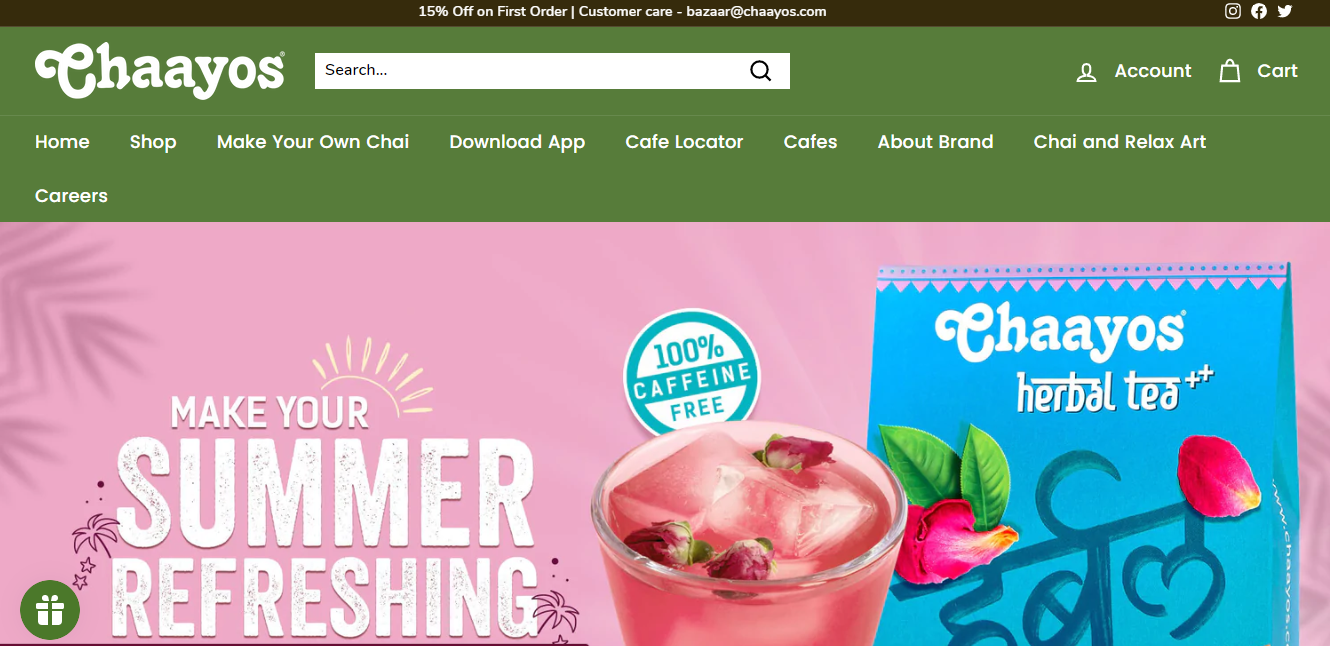 15% Off on First Order | Customer care - bazaar@chaayos.com
Chaayos®
Search...
Account
Cart
Home
Shop
Make Your Own Chai
Download App
Cafe Locator
Cafes
About Brand
Chai and Relax Art
Careers
MAKE YOUR
SUMMER
REFRESHING
100%
CAFFEINE
FREE
Chaayos®
herbal tea++
हर्बल
www.chaayos.c